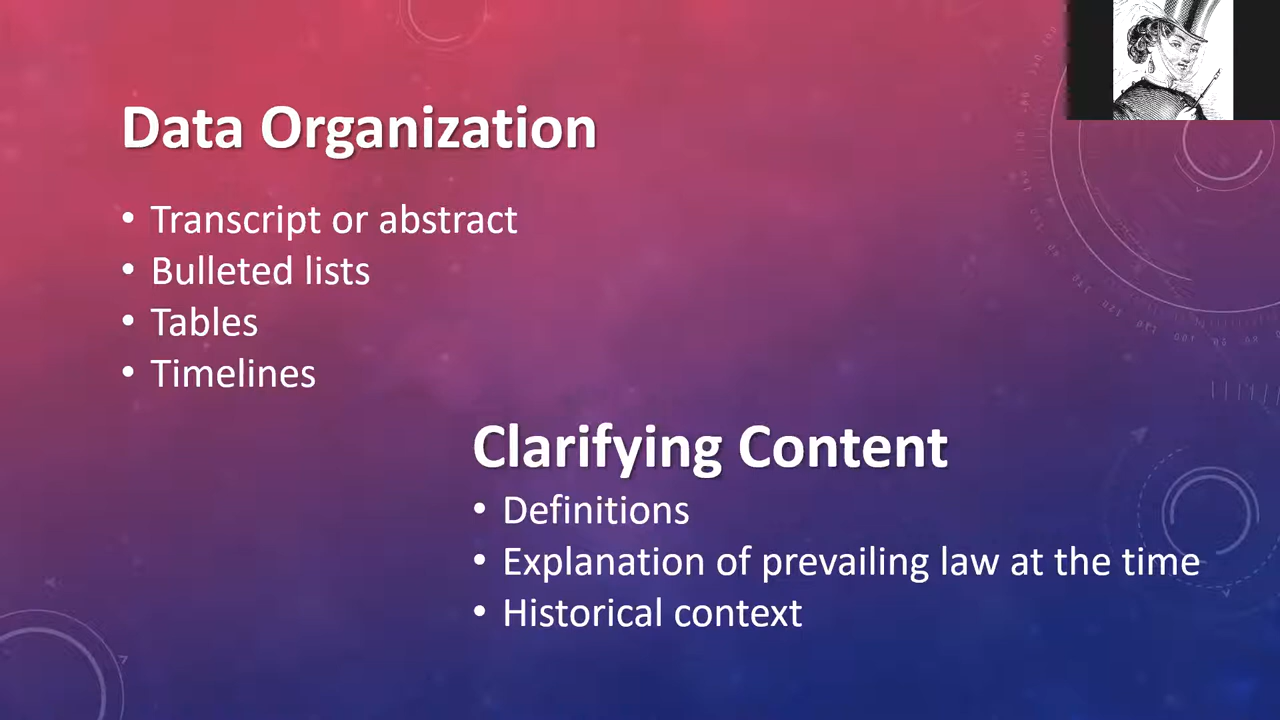 Data Organization
• Transcript or abstract
• Bulleted lists
• Tables
• Timelines
Clarifying Content
• Definitions
• Explanation of prevailing law at the time
• Historical context